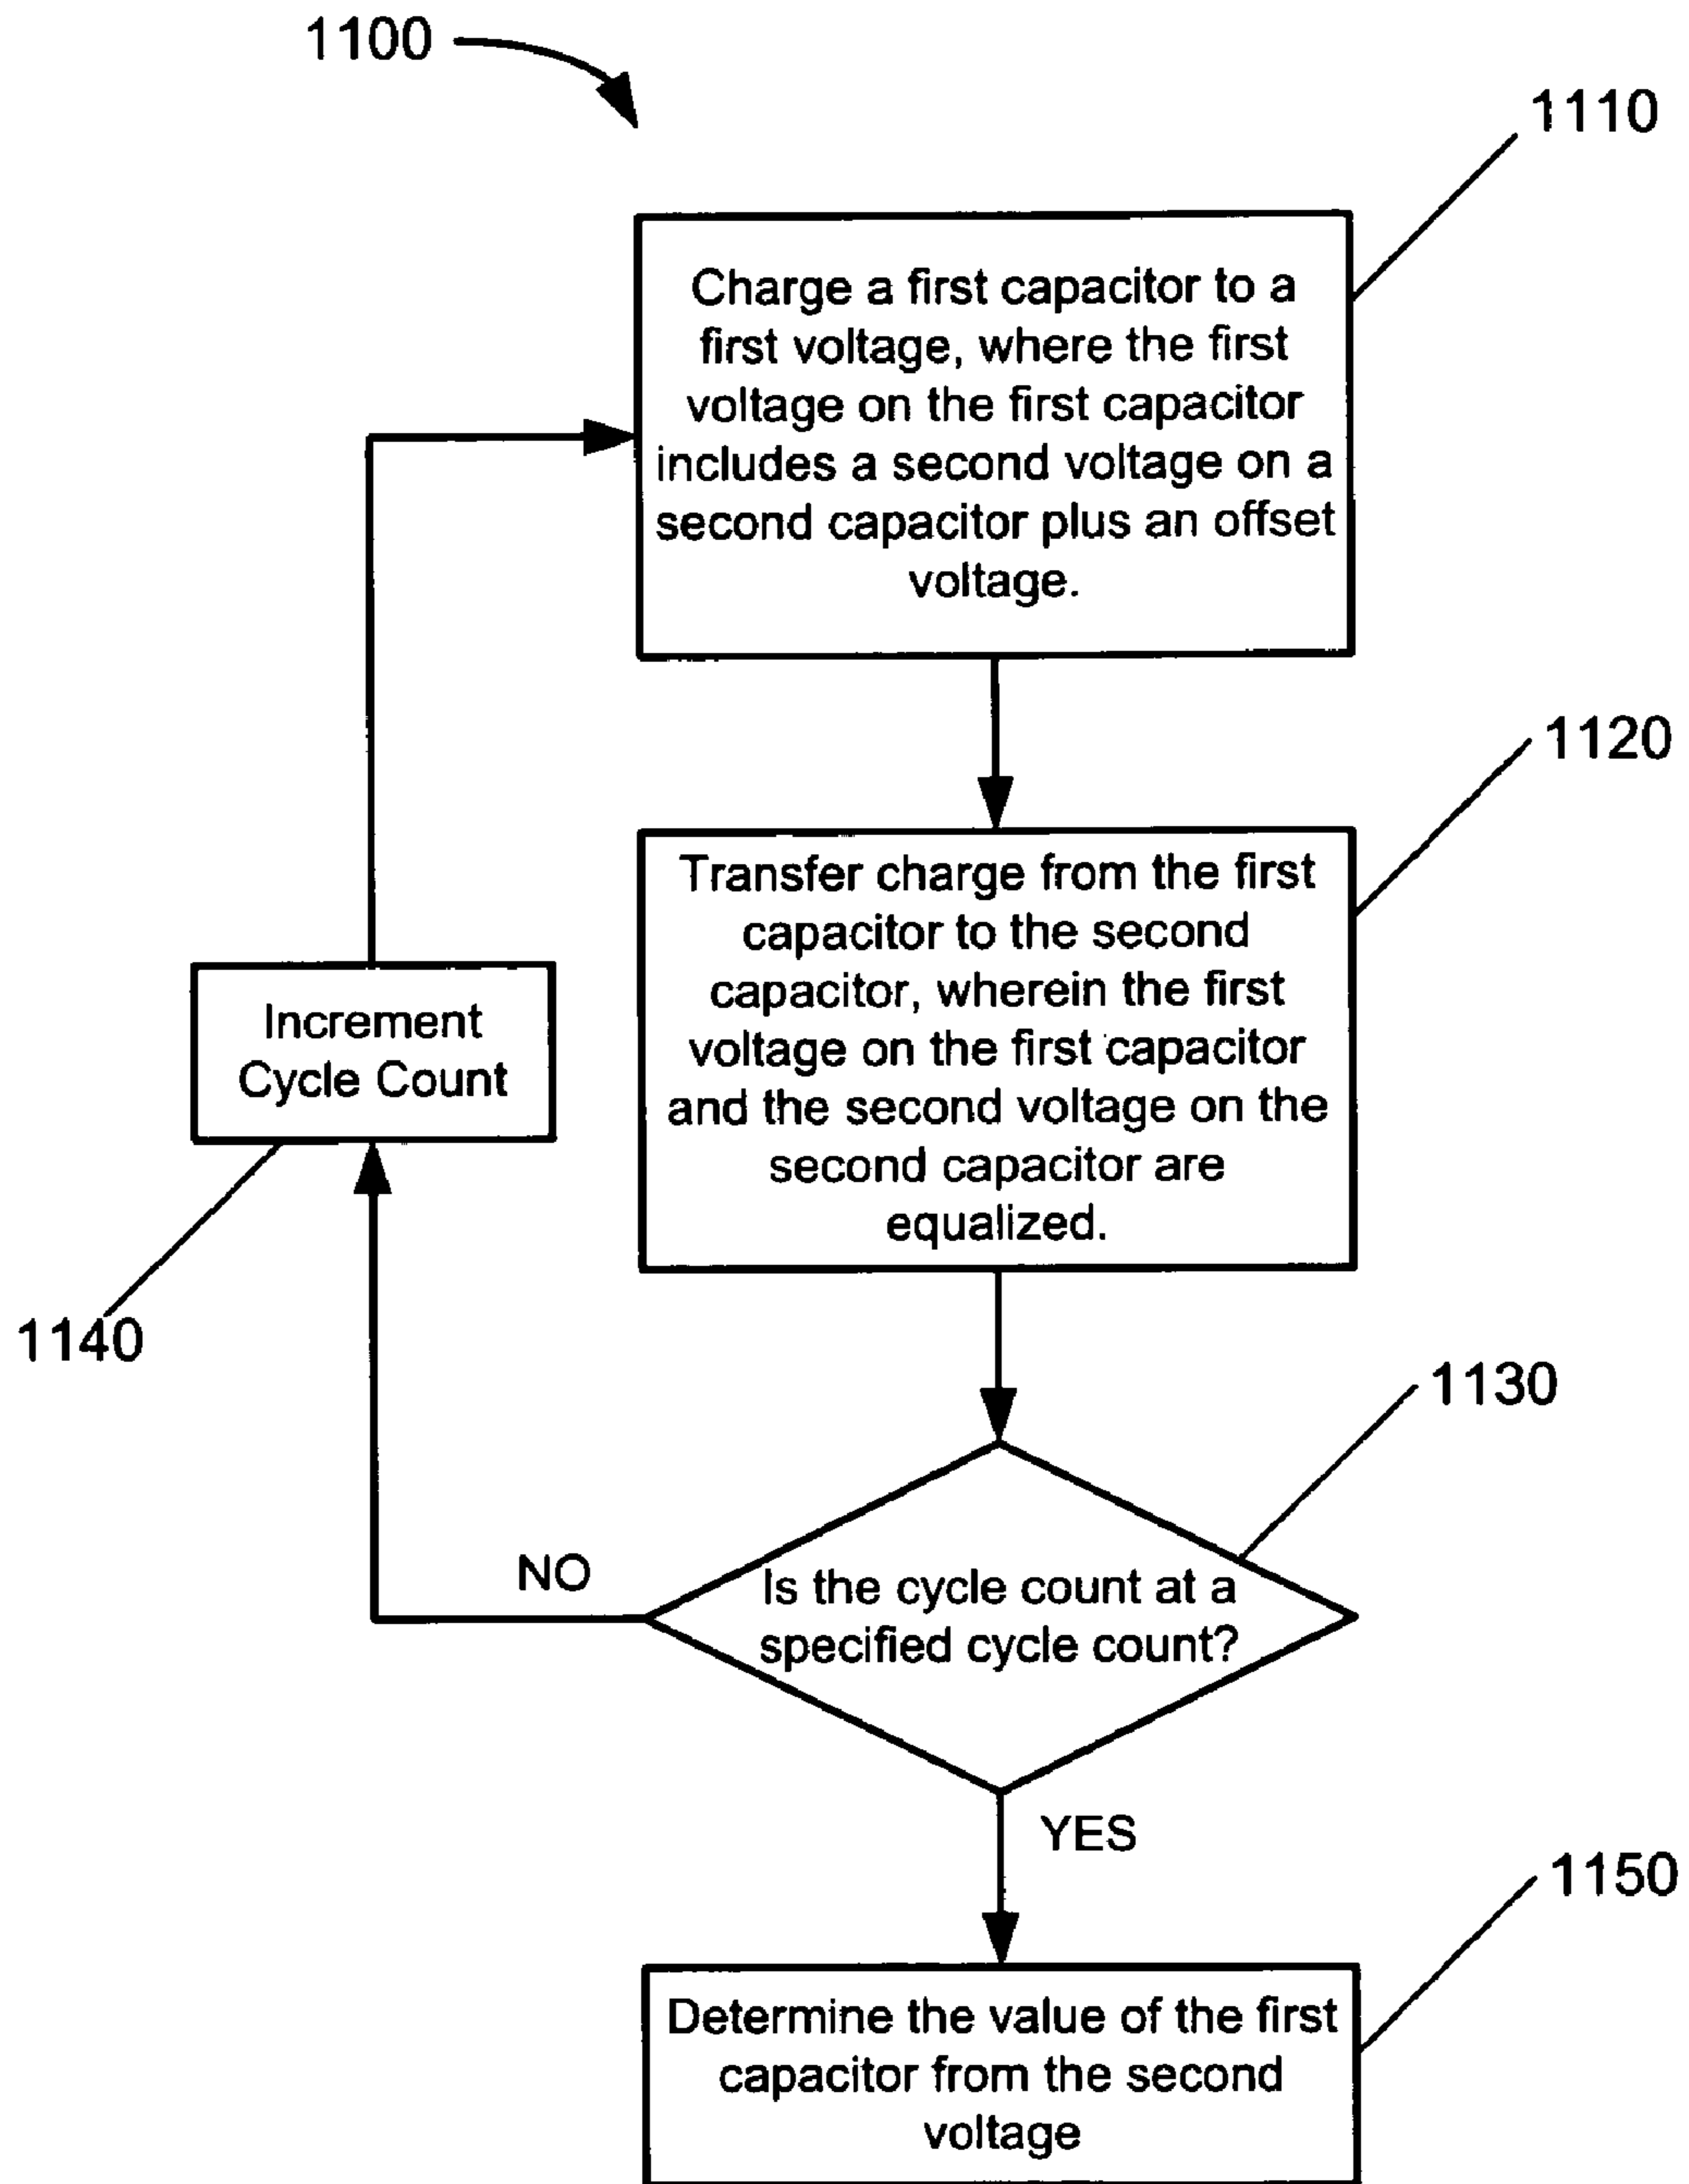 1100
1110
Charge a first capacitor to a
first voltage, where the first
voltage on the first capacitor
includes a second voltage on a
second capacitor plus an offset
voltage.
1120
Transfer charge from the first
capacitor to the second
capacitor, wherein the first
voltage on the first capacitor
and the second voltage on the
second capacitor are
equalized.
Increment
Cycle Count
1140
1130
NO
Is the cycle count at a
specified cycle count?
YES
1150
Determine the value of the first
capacitor from the second
voltage